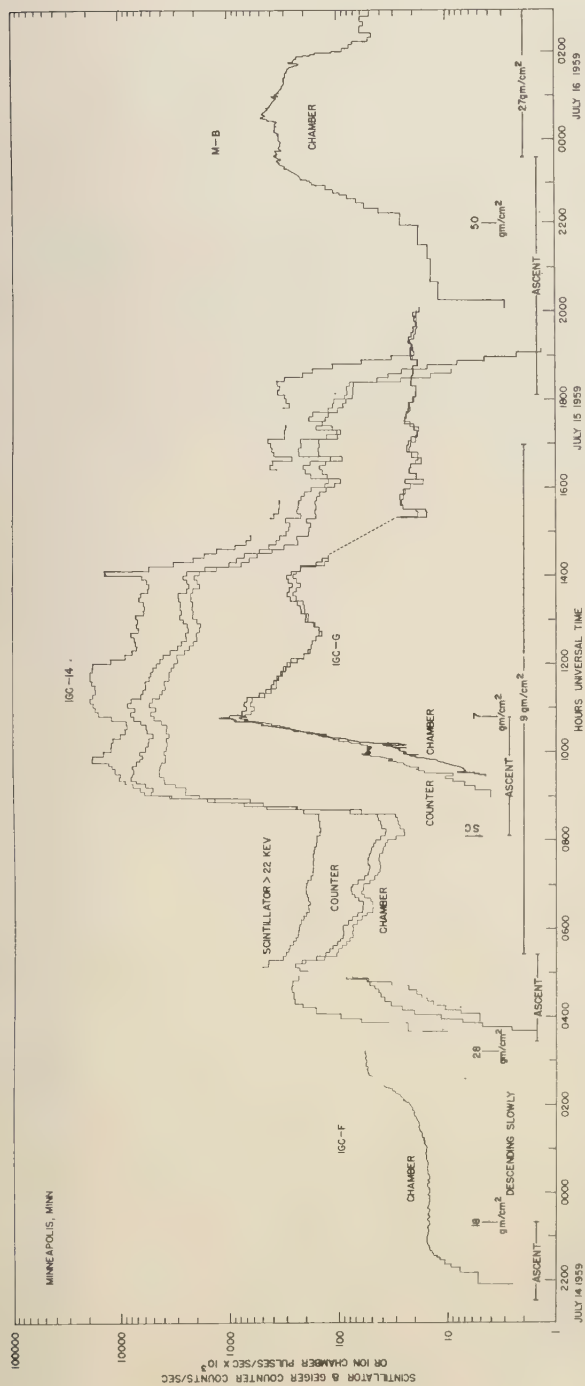 MINNEAPOLIS, MINN
SCINTILLATOR & GEIGER COUNTER COUNTS/SEC
OR ION CHAMBER PULSES/SEC × 10³
100000
10000
1000
100
10
1
IGC-F
CHAMBER
ASCENT
18
gm/cm²
DESCENDING SLOWLY
28
gm/cm²
ASCENT
IGC-14
SCINTILLATOR > 22 KEV
COUNTER
CHAMBER
SC
COUNTER
CHAMBER
ASCENT
7
gm/cm²
9 gm/cm²
IGC-G
M-B
CHAMBER
ASCENT
50
gm/cm²
27gm/cm²
2200
0000
0200
0400
0600
0800
1000
1200
1400
1600
1800
2000
2200
0000
0200
JULY 14 1959
HOURS UNIVERSAL TIME
JULY 15 1959
JULY 16 1959